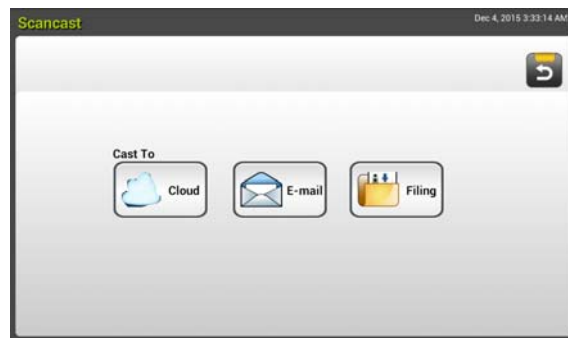 Scancast
Dec 4, 2015 3:33:14 AM
Cast To
Cloud
E-mail
Filing